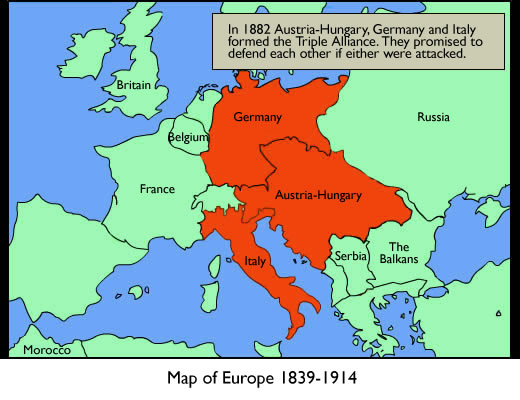 In 1882 Austria-Hungary, Germany and Italy
formed the Triple Alliance. They promised to
defend each other if either were attacked.
Britain
Germany
Russia
Belgium
France
Austria-Hungary
Serbia
The
Balkans
Italy
Morocco
Map of Europe 1839-1914